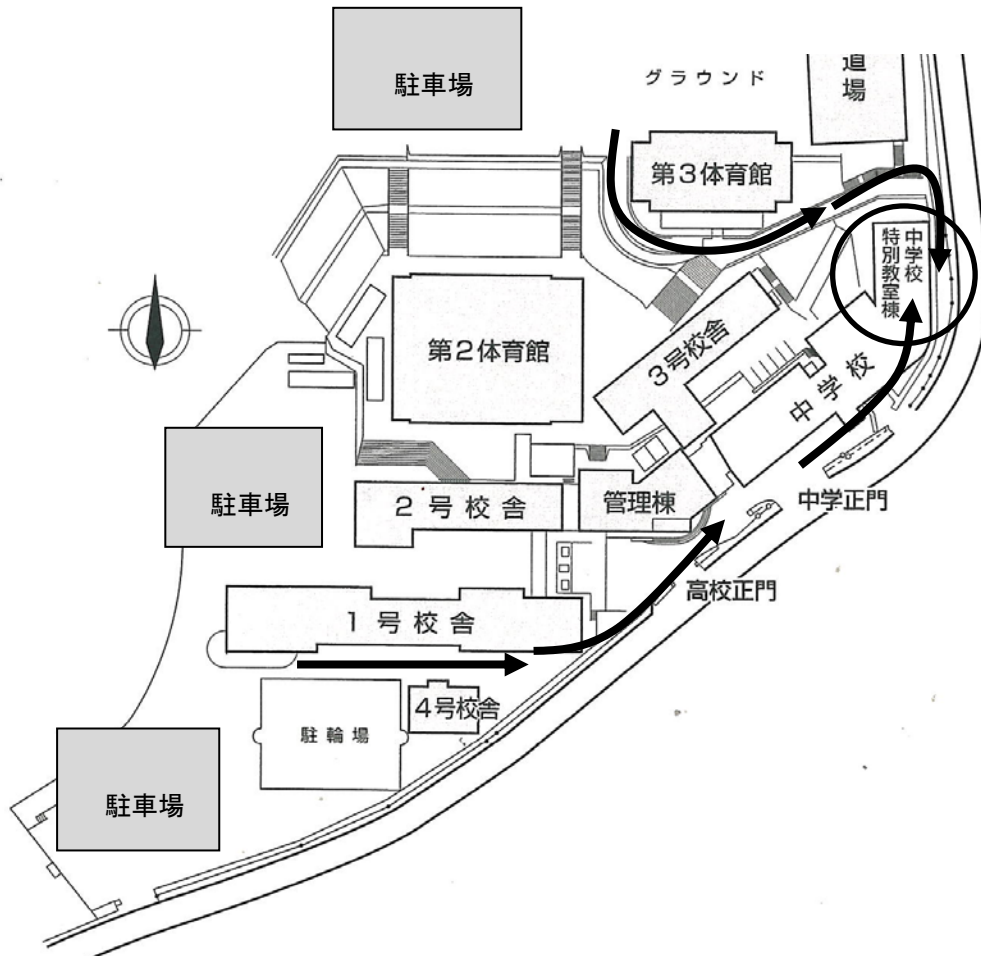 駐車場
グラウンド
道場
第3体育館
中学校
特別教室棟
第2体育館
3号校舎
中学校
駐車場
2号校舎
管理棟
中学正門
高校正門
1号校舎
4号校舎
駐輪場
駐車場